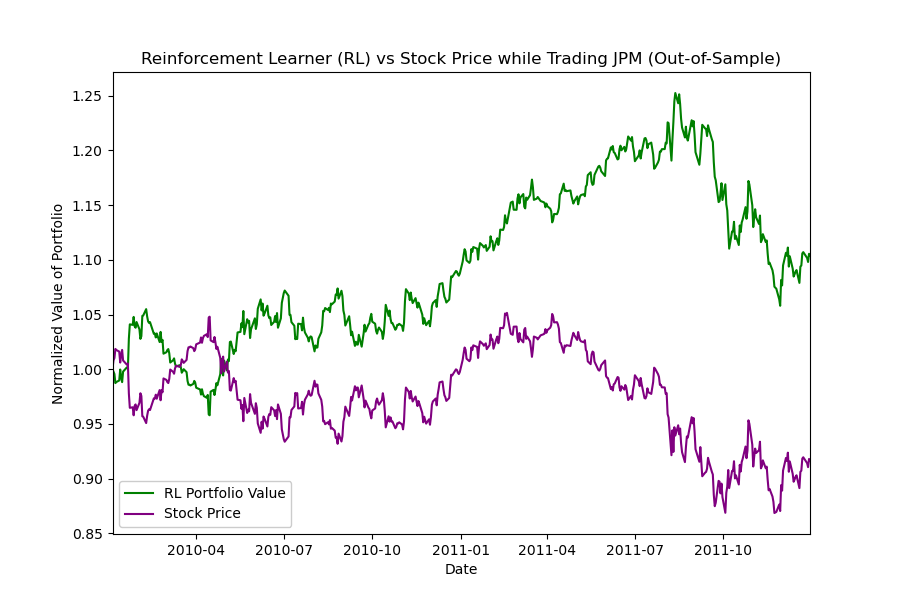 Reinforcement Learner (RL) vs Stock Price while Trading JPM (Out-of-Sample)
Normalized Value of Portfolio
1.25
1.20
1.15
1.10
1.05
1.00
0.95
0.90
0.85
RL Portfolio Value
Stock Price
2010-04 2010-07 2010-10 2011-01 2011-04 2011-07 2011-10
Date